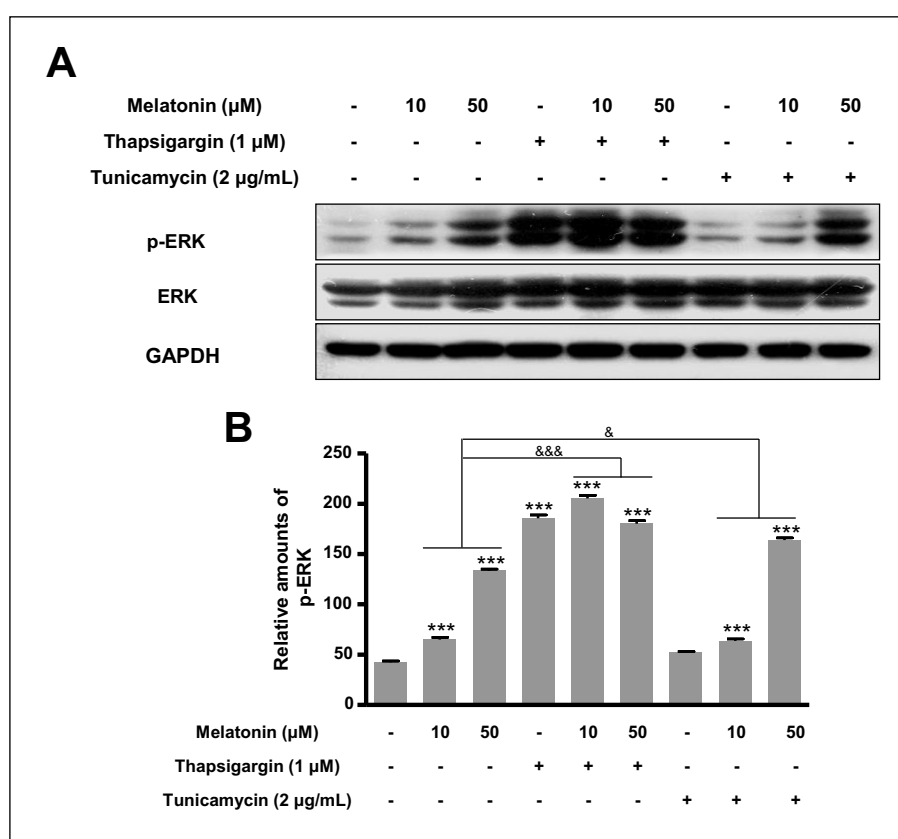 A
Melatonin (µM) - 10 50 - 10 50 - 10 50
Thapsigargin (1 µM) - - - + + + - - -
Tunicamycin (2 µg/mL) - - - - - - + + +
p-ERK
ERK
GAPDH
B
&
&&&
250
200
150
100
50
0
Relative amounts of
p-ERK
*** *** *** *** *** *** ***
Melatonin (µM) - 10 50 - 10 50 - 10 50
Thapsigargin (1 µM) - - - + + + - - -
Tunicamycin (2 µg/mL) - - - - - - + + +